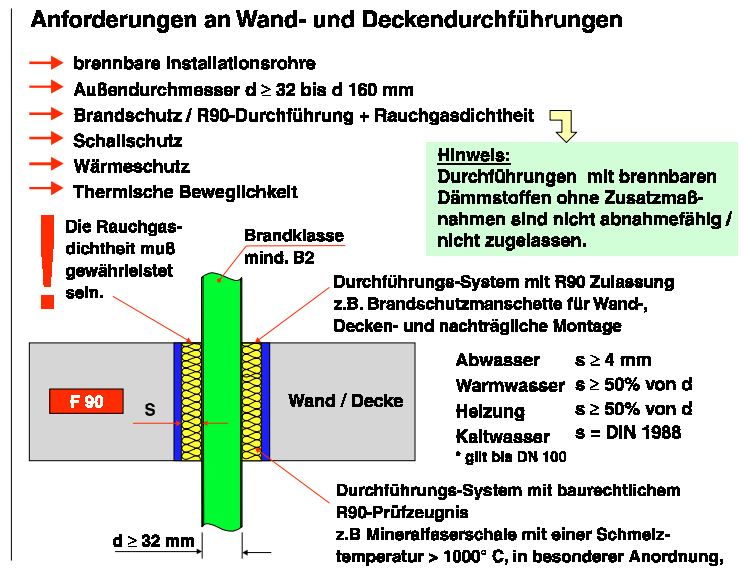 Anforderungen an Wand- und Deckendurchführungen
brennbare Installationsrohre
Außendurchmesser d ≥ 32 bis d 160 mm
Brandschutz / R90-Durchführung + Rauchgasdichtheit
Schallschutz
Wärmeschutz
Thermische Beweglichkeit
Hinweis:
Durchführungen mit brennbaren
Dämmstoffen ohne Zusatzmaß-
nahmen sind nicht abnahmefähig /
nicht zugelassen.
! Die Rauchgas-
dichtheit muß
gewährleistet
sein.
Brandklasse
mind. B2
Durchführungs-System mit R90 Zulassung
z.B. Brandschutzmanschette für Wand-,
Decken- und nachträgliche Montage
F 90
S
Wand / Decke
Abwasser s ≥ 4 mm
Warmwasser s ≥ 50% von d
Heizung s ≥ 50% von d
Kaltwasser s = DIN 1988
* gilt bis DN 100
Durchführungs-System mit baurechtlichem
R90-Prüfzeugnis
z.B Mineralfaserschale mit einer Schmelz-
temperatur > 1000° C, in besonderer Anordnung,
d ≥ 32 mm